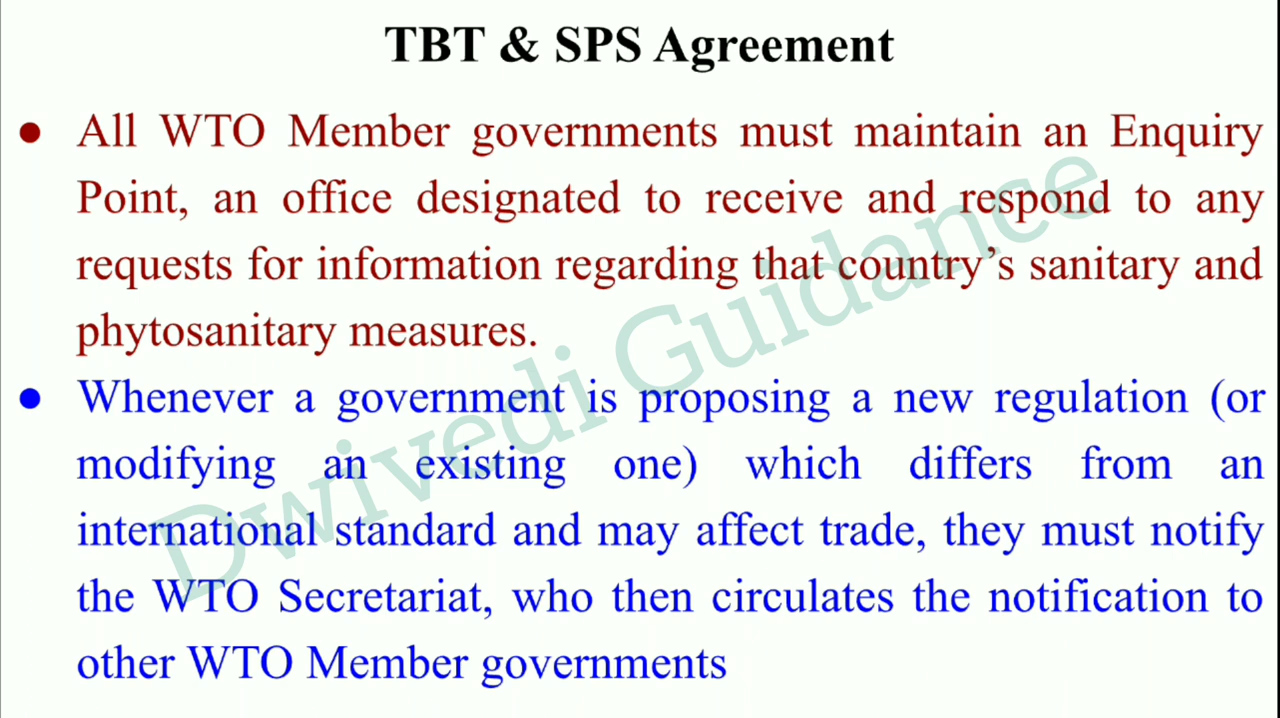 TBT & SPS Agreement
● All WTO Member governments must maintain an Enquiry
Point, an office designated to receive and respond to any
requests for information regarding that country’s sanitary and
phytosanitary measures.
● Whenever a government is proposing a new regulation (or
modifying an existing one) which differs from an
international standard and may affect trade, they must notify
the WTO Secretariat, who then circulates the notification to
other WTO Member governments
Dwivedi Guidance